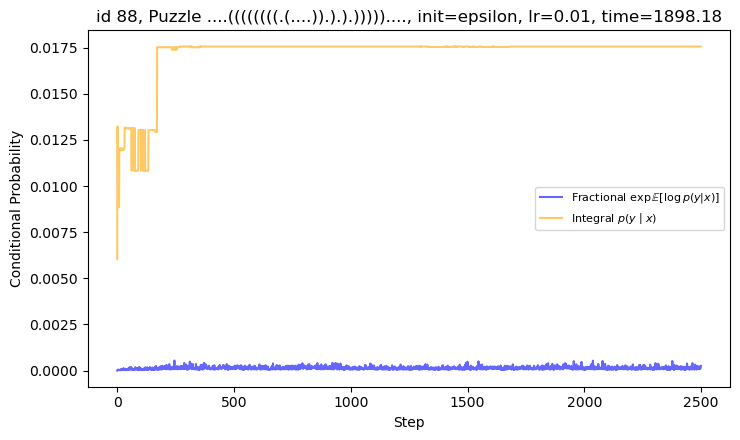 id 88, Puzzle ....((((((((.(....)).).).)))))...., init=epsilon, lr=0.01, time=1898.18
Conditional Probability
0.0175
0.0150
0.0125
0.0100
0.0075
0.0050
0.0025
0.0000
Fractional exp𝔼[log p(y|x)]
Integral p(y | x)
0 500 1000 1500 2000 2500
Step